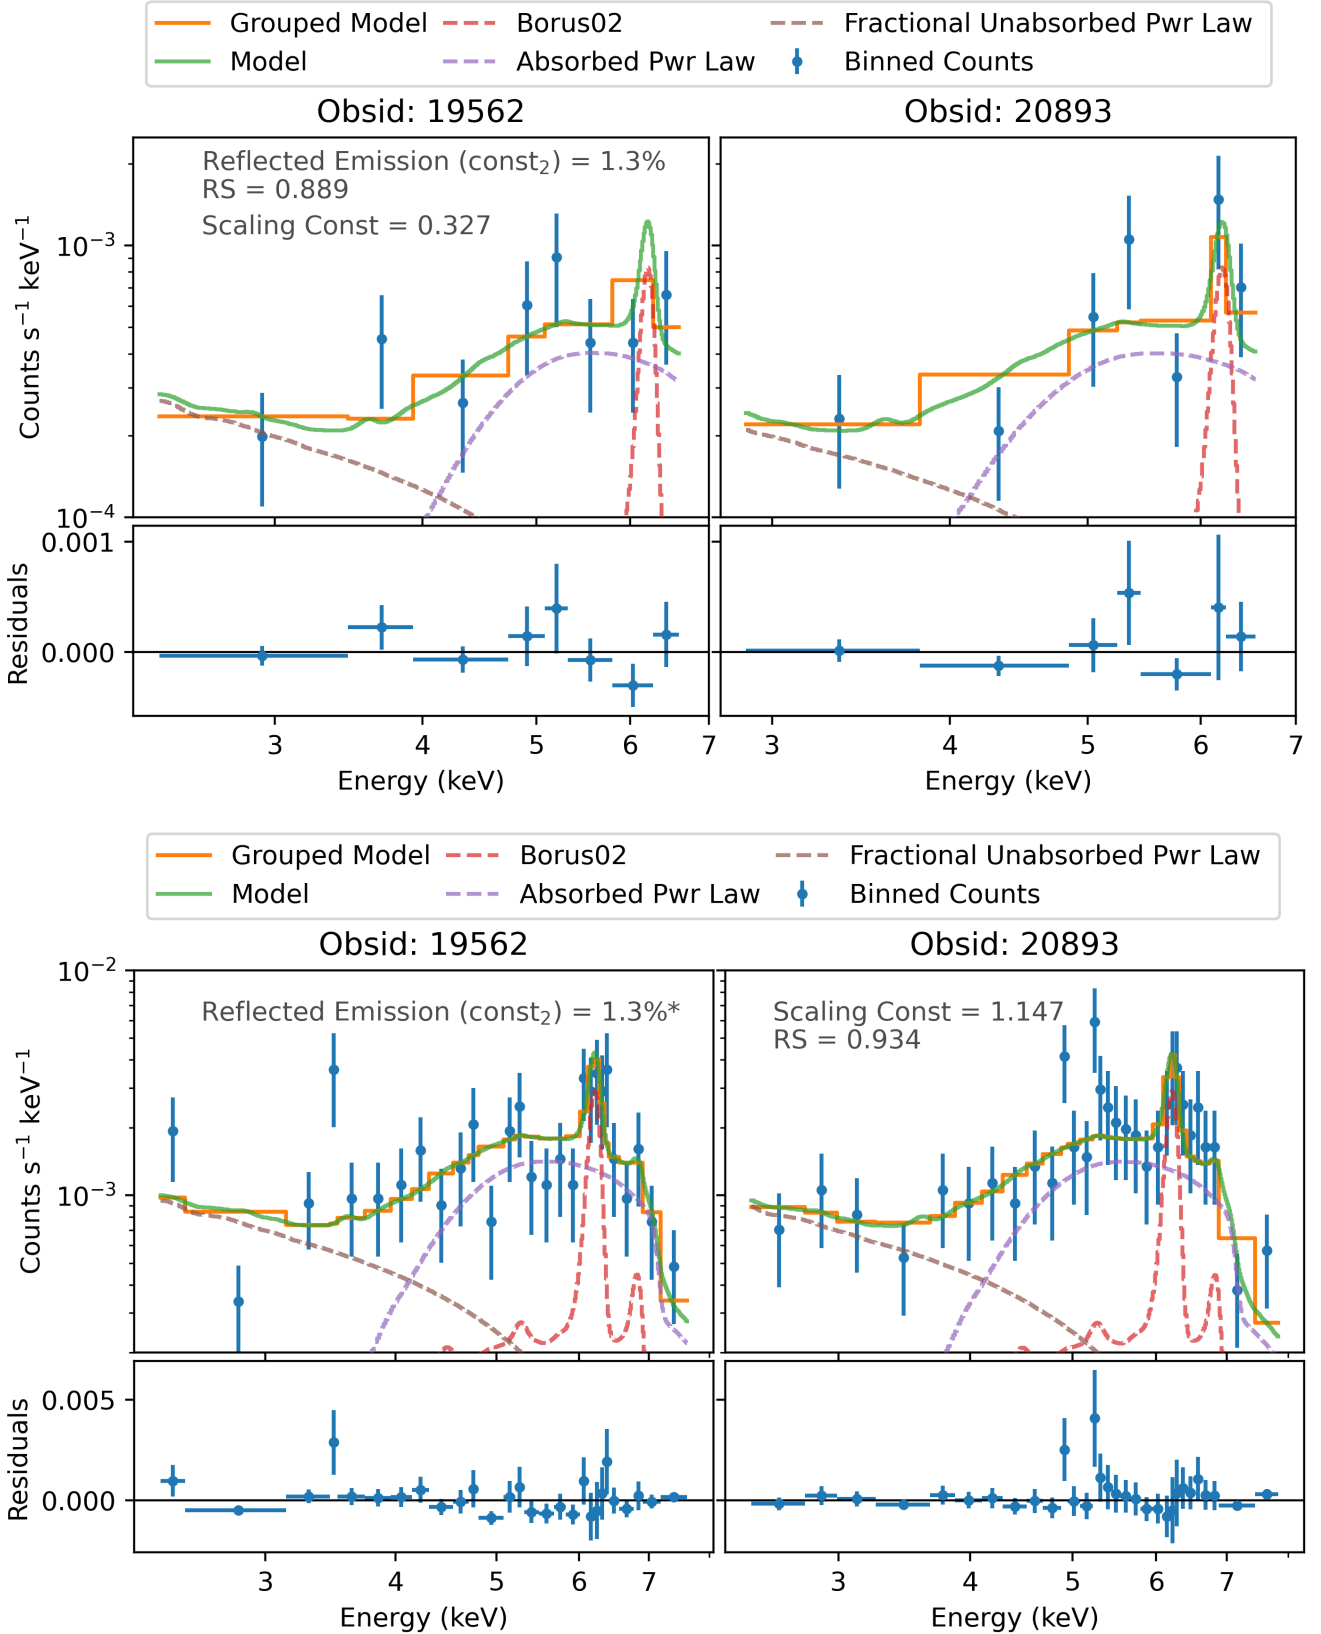 Grouped Model Borus02 Fractional Unabsorbed Pwr Law
Model Absorbed Pwr Law Binned Counts
Obsid: 19562 Obsid: 20893
Reflected Emission (const₂) = 1.3%
RS = 0.889
Scaling Const = 0.327
10⁻³
10⁻⁴
Counts s⁻¹ keV⁻¹
0.001
0.000
Residuals
3 4 5 6 7 3 4 5 6 7
Energy (keV) Energy (keV)
Grouped Model Borus02 Fractional Unabsorbed Pwr Law
Model Absorbed Pwr Law Binned Counts
Obsid: 19562 Obsid: 20893
10⁻²
Reflected Emission (const₂) = 1.3%* Scaling Const = 1.147
RS = 0.934
10⁻³
Counts s⁻¹ keV⁻¹
0.005
0.000
Residuals
3 4 5 6 7 3 4 5 6 7
Energy (keV) Energy (keV)